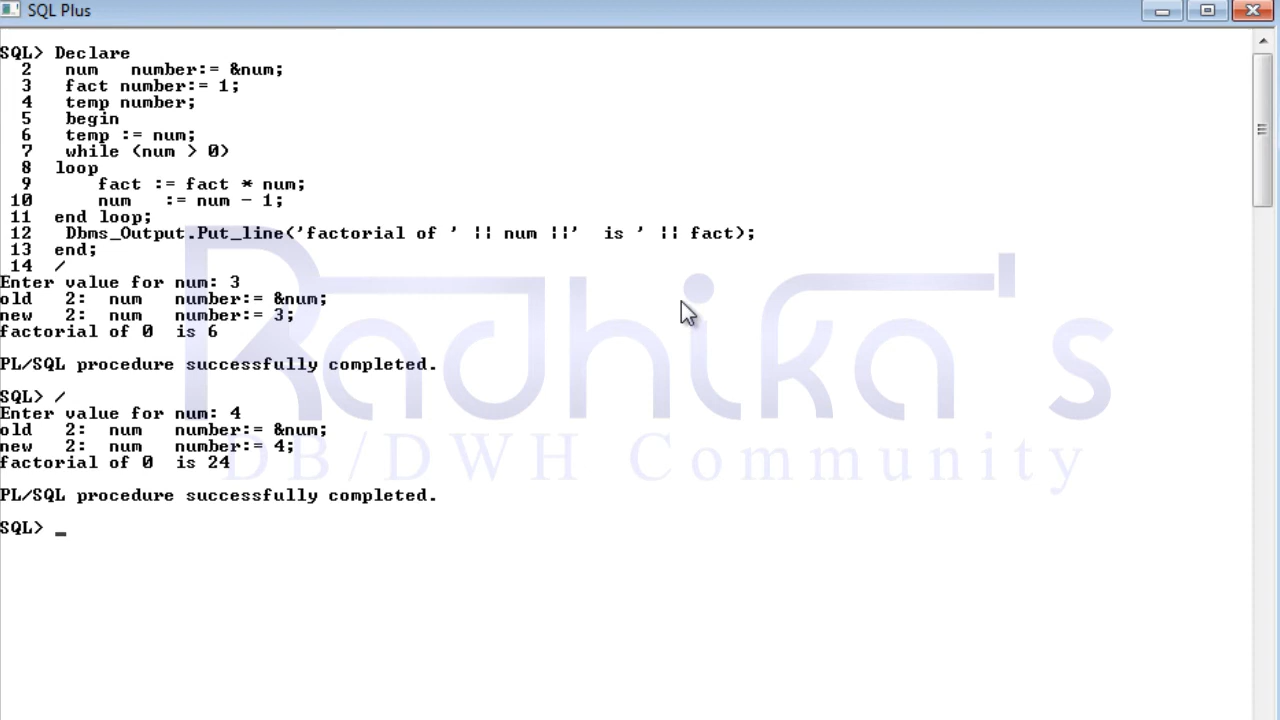 SQL Plus
SQL> Declare
2 num number:= &num;
3 fact number:= 1;
4 temp number;
5 begin
6 temp := num;
7 while (num > 0)
8 loop
9 fact := fact * num;
10 num := num - 1;
11 end loop;
12 Dbms_Output.Put_line('factorial of ' || num ||' is ' || fact);
13 end;
14 /
Enter value for num: 3
old 2: num number:= &num;
new 2: num number:= 3;
factorial of 0 is 6
PL/SQL procedure successfully completed.
SQL> /
Enter value for num: 4
old 2: num number:= &num;
new 2: num number:= 4;
factorial of 0 is 24
PL/SQL procedure successfully completed.
SQL> _
Radhika's
DB/DWH Community